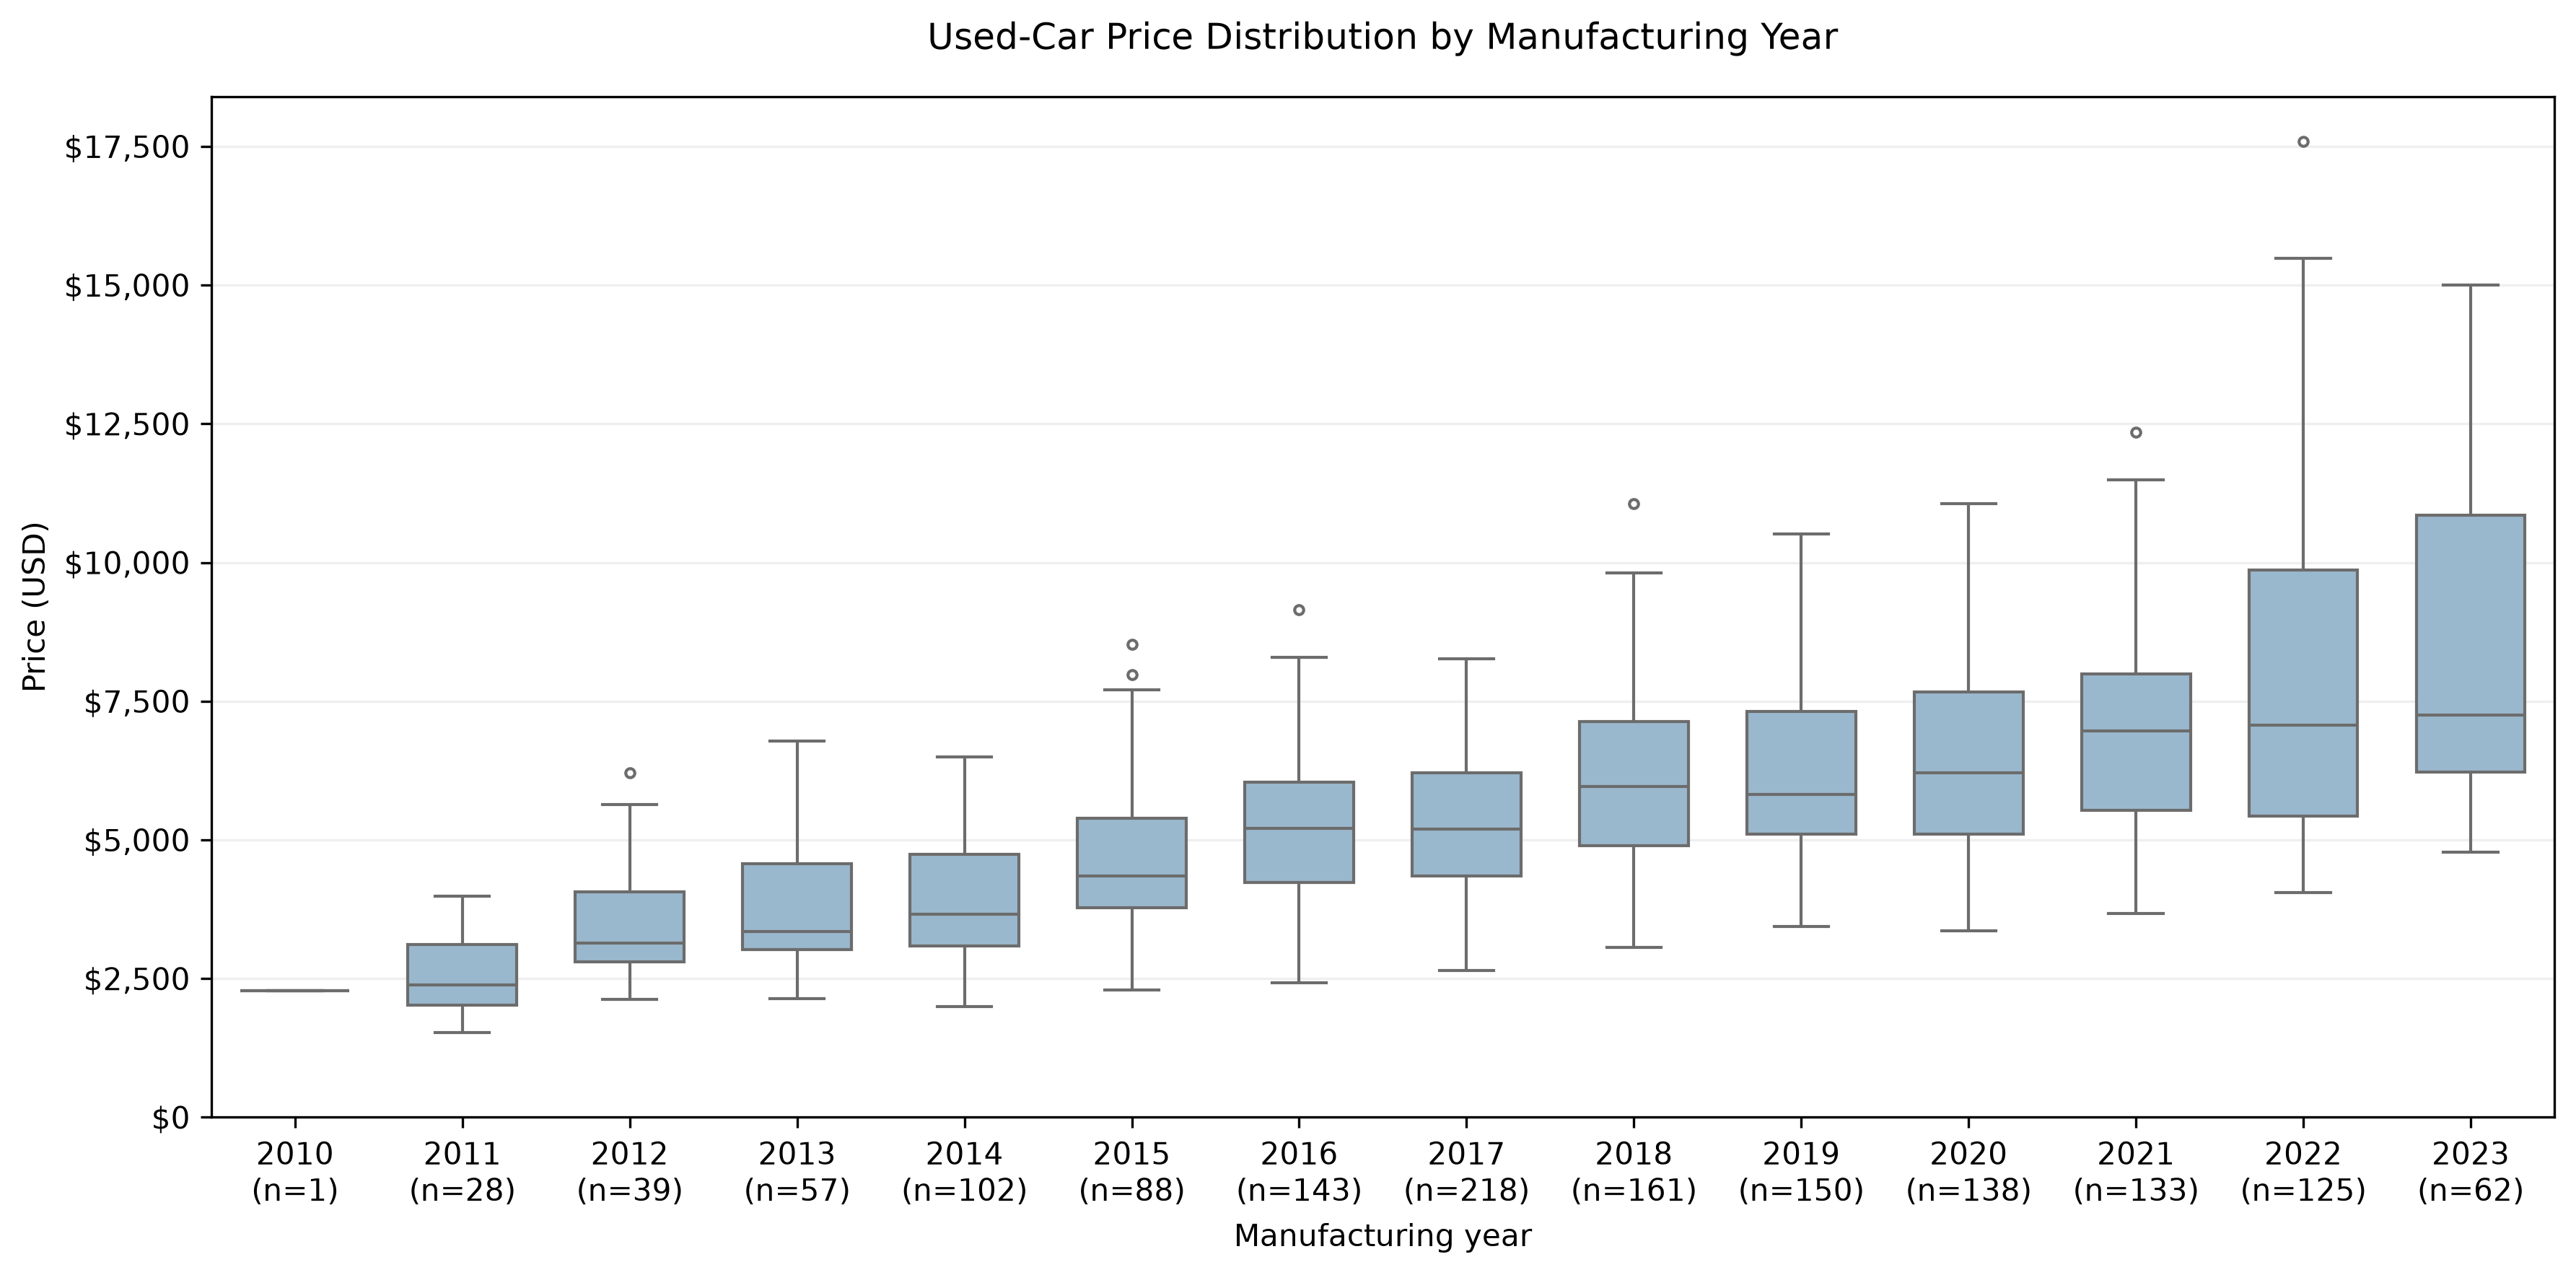 Used-Car Price Distribution by Manufacturing Year
Price (USD)
$17,500
$15,000
$12,500
$10,000
$7,500
$5,000
$2,500
$0
2010 2011 2012 2013 2014 2015 2016 2017 2018 2019 2020 2021 2022 2023
(n=1) (n=28) (n=39) (n=57) (n=102) (n=88) (n=143) (n=218) (n=161) (n=150) (n=138) (n=133) (n=125) (n=62)
Manufacturing year